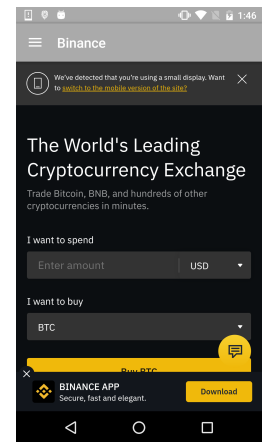 1:46
Binance
We've detected that you're using a small display. Want
to switch to the mobile version of the site?
The World's Leading
Cryptocurrency Exchange
Trade Bitcoin, BNB, and hundreds of other
cryptocurrencies in minutes.
I want to spend
Enter amount
USD
I want to buy
BTC
Buy BTC
BINANCE APP
Secure, fast and elegant.
Download